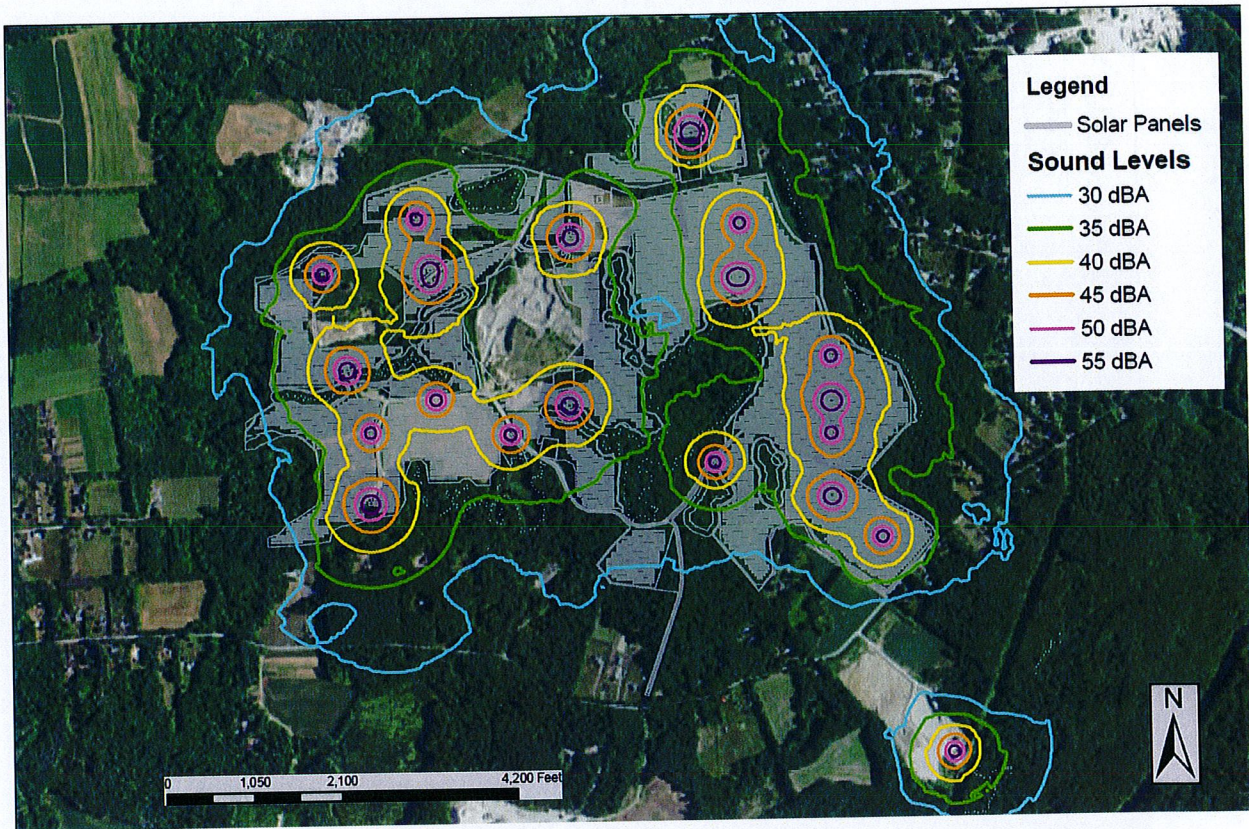 Legend
Solar Panels
Sound Levels
30 dBA
35 dBA
40 dBA
45 dBA
50 dBA
55 dBA
N
0 1,050 2,100 4,200 Feet